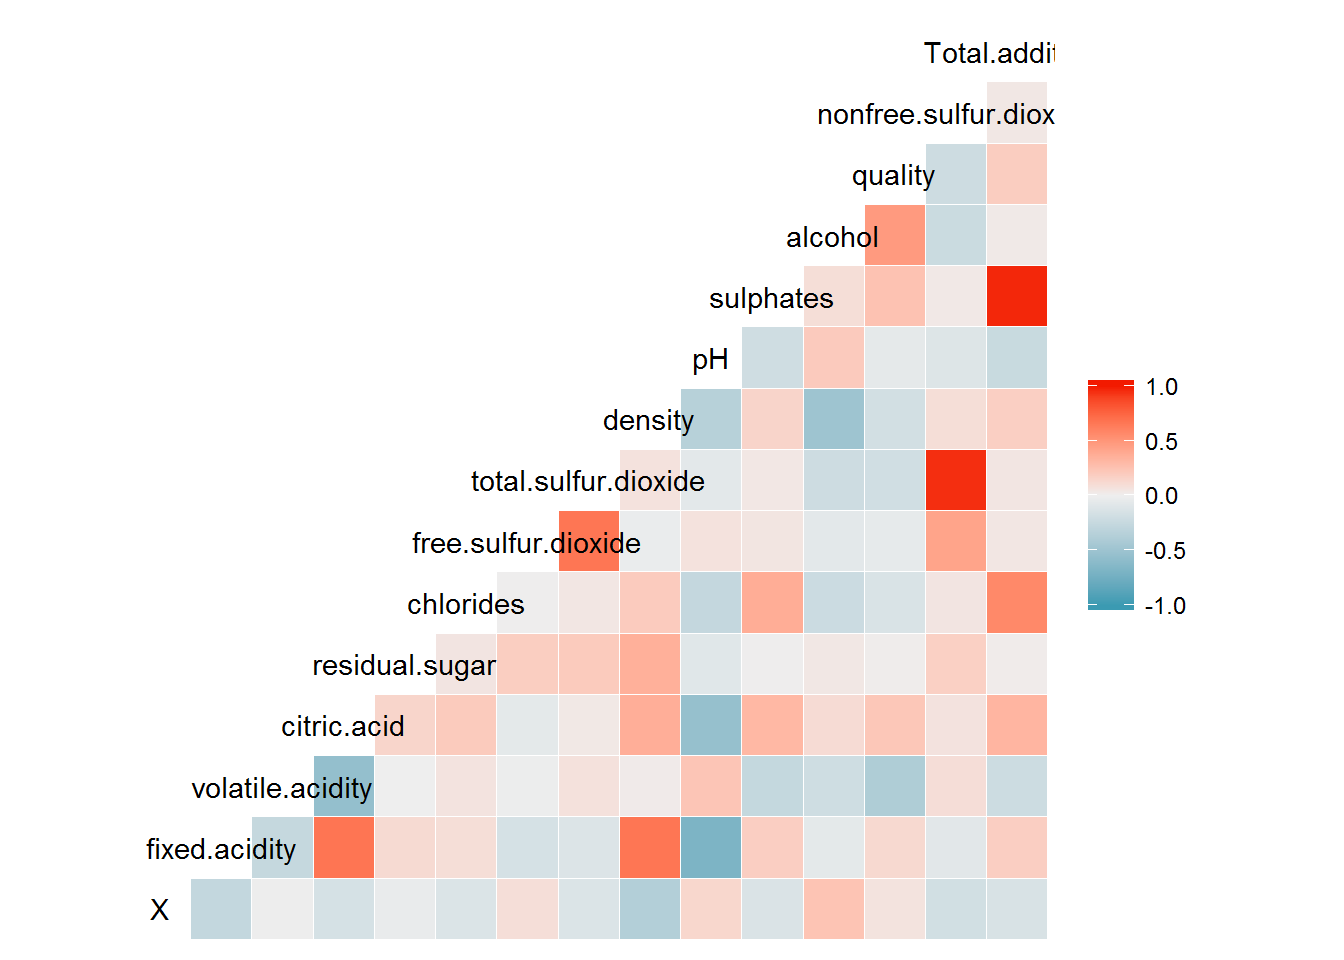 Total.addit
nonfree.sulfur.diox
quality
alcohol
sulphates
pH
density
total.sulfur.dioxide
free.sulfur.dioxide
chlorides
residual.sugar
citric.acid
volatile.acidity
fixed.acidity
X
1.0
0.5
0.0
-0.5
-1.0